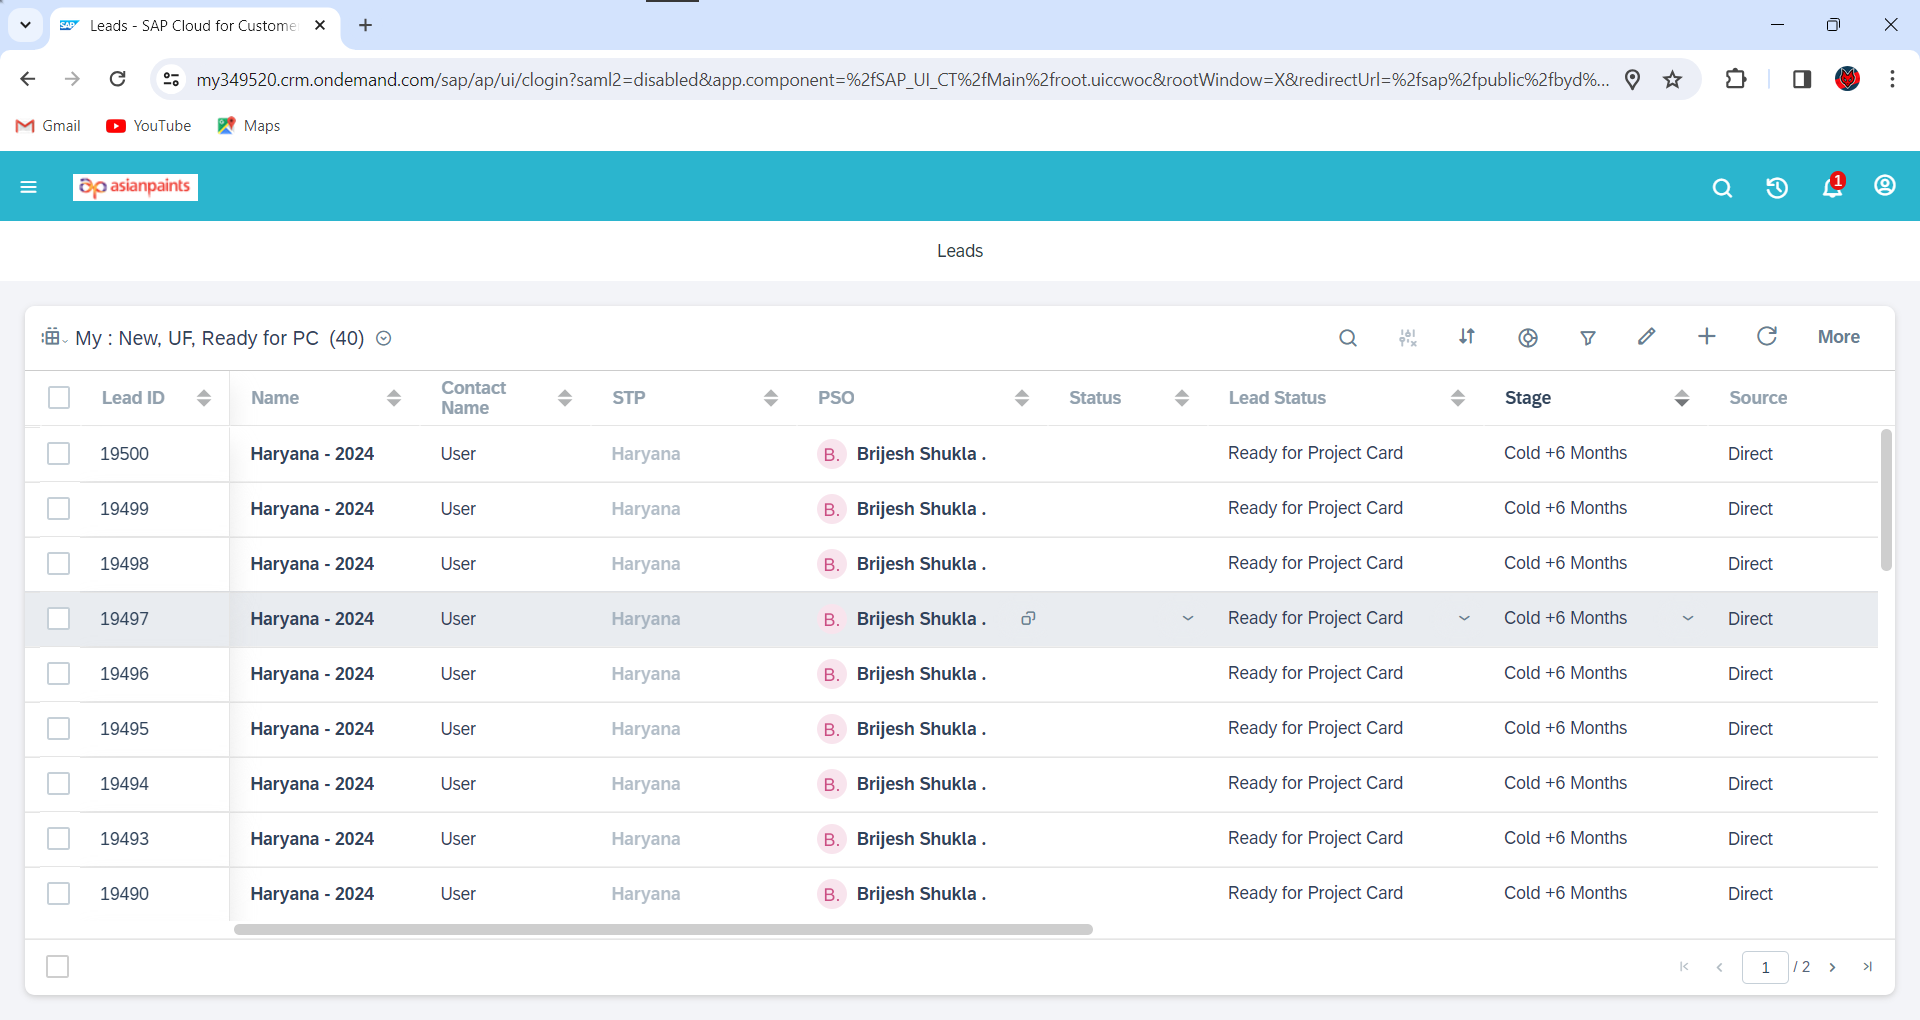 SAP Leads - SAP Cloud for Custome
my349520.crm.ondemand.com/sap/ap/ui/clogin?saml2=disabled&app.component=%2fSAP_UI_CT%2fMain%2froot.uiccwoc&rootWindow=X&redirectUrl=%2fsap%2fpublic%2fbyd%...
Gmail YouTube Maps
asianpaints 1
Leads
My : New, UF, Ready for PC (40) More
Lead ID Name Contact Name STP PSO Status Lead Status Stage Source
19500 Haryana - 2024 User Haryana B. Brijesh Shukla . Ready for Project Card Cold +6 Months Direct
19499 Haryana - 2024 User Haryana B. Brijesh Shukla . Ready for Project Card Cold +6 Months Direct
19498 Haryana - 2024 User Haryana B. Brijesh Shukla . Ready for Project Card Cold +6 Months Direct
19497 Haryana - 2024 User Haryana B. Brijesh Shukla . Ready for Project Card Cold +6 Months Direct
19496 Haryana - 2024 User Haryana B. Brijesh Shukla . Ready for Project Card Cold +6 Months Direct
19495 Haryana - 2024 User Haryana B. Brijesh Shukla . Ready for Project Card Cold +6 Months Direct
19494 Haryana - 2024 User Haryana B. Brijesh Shukla . Ready for Project Card Cold +6 Months Direct
19493 Haryana - 2024 User Haryana B. Brijesh Shukla . Ready for Project Card Cold +6 Months Direct
19490 Haryana - 2024 User Haryana B. Brijesh Shukla . Ready for Project Card Cold +6 Months Direct
1 / 2